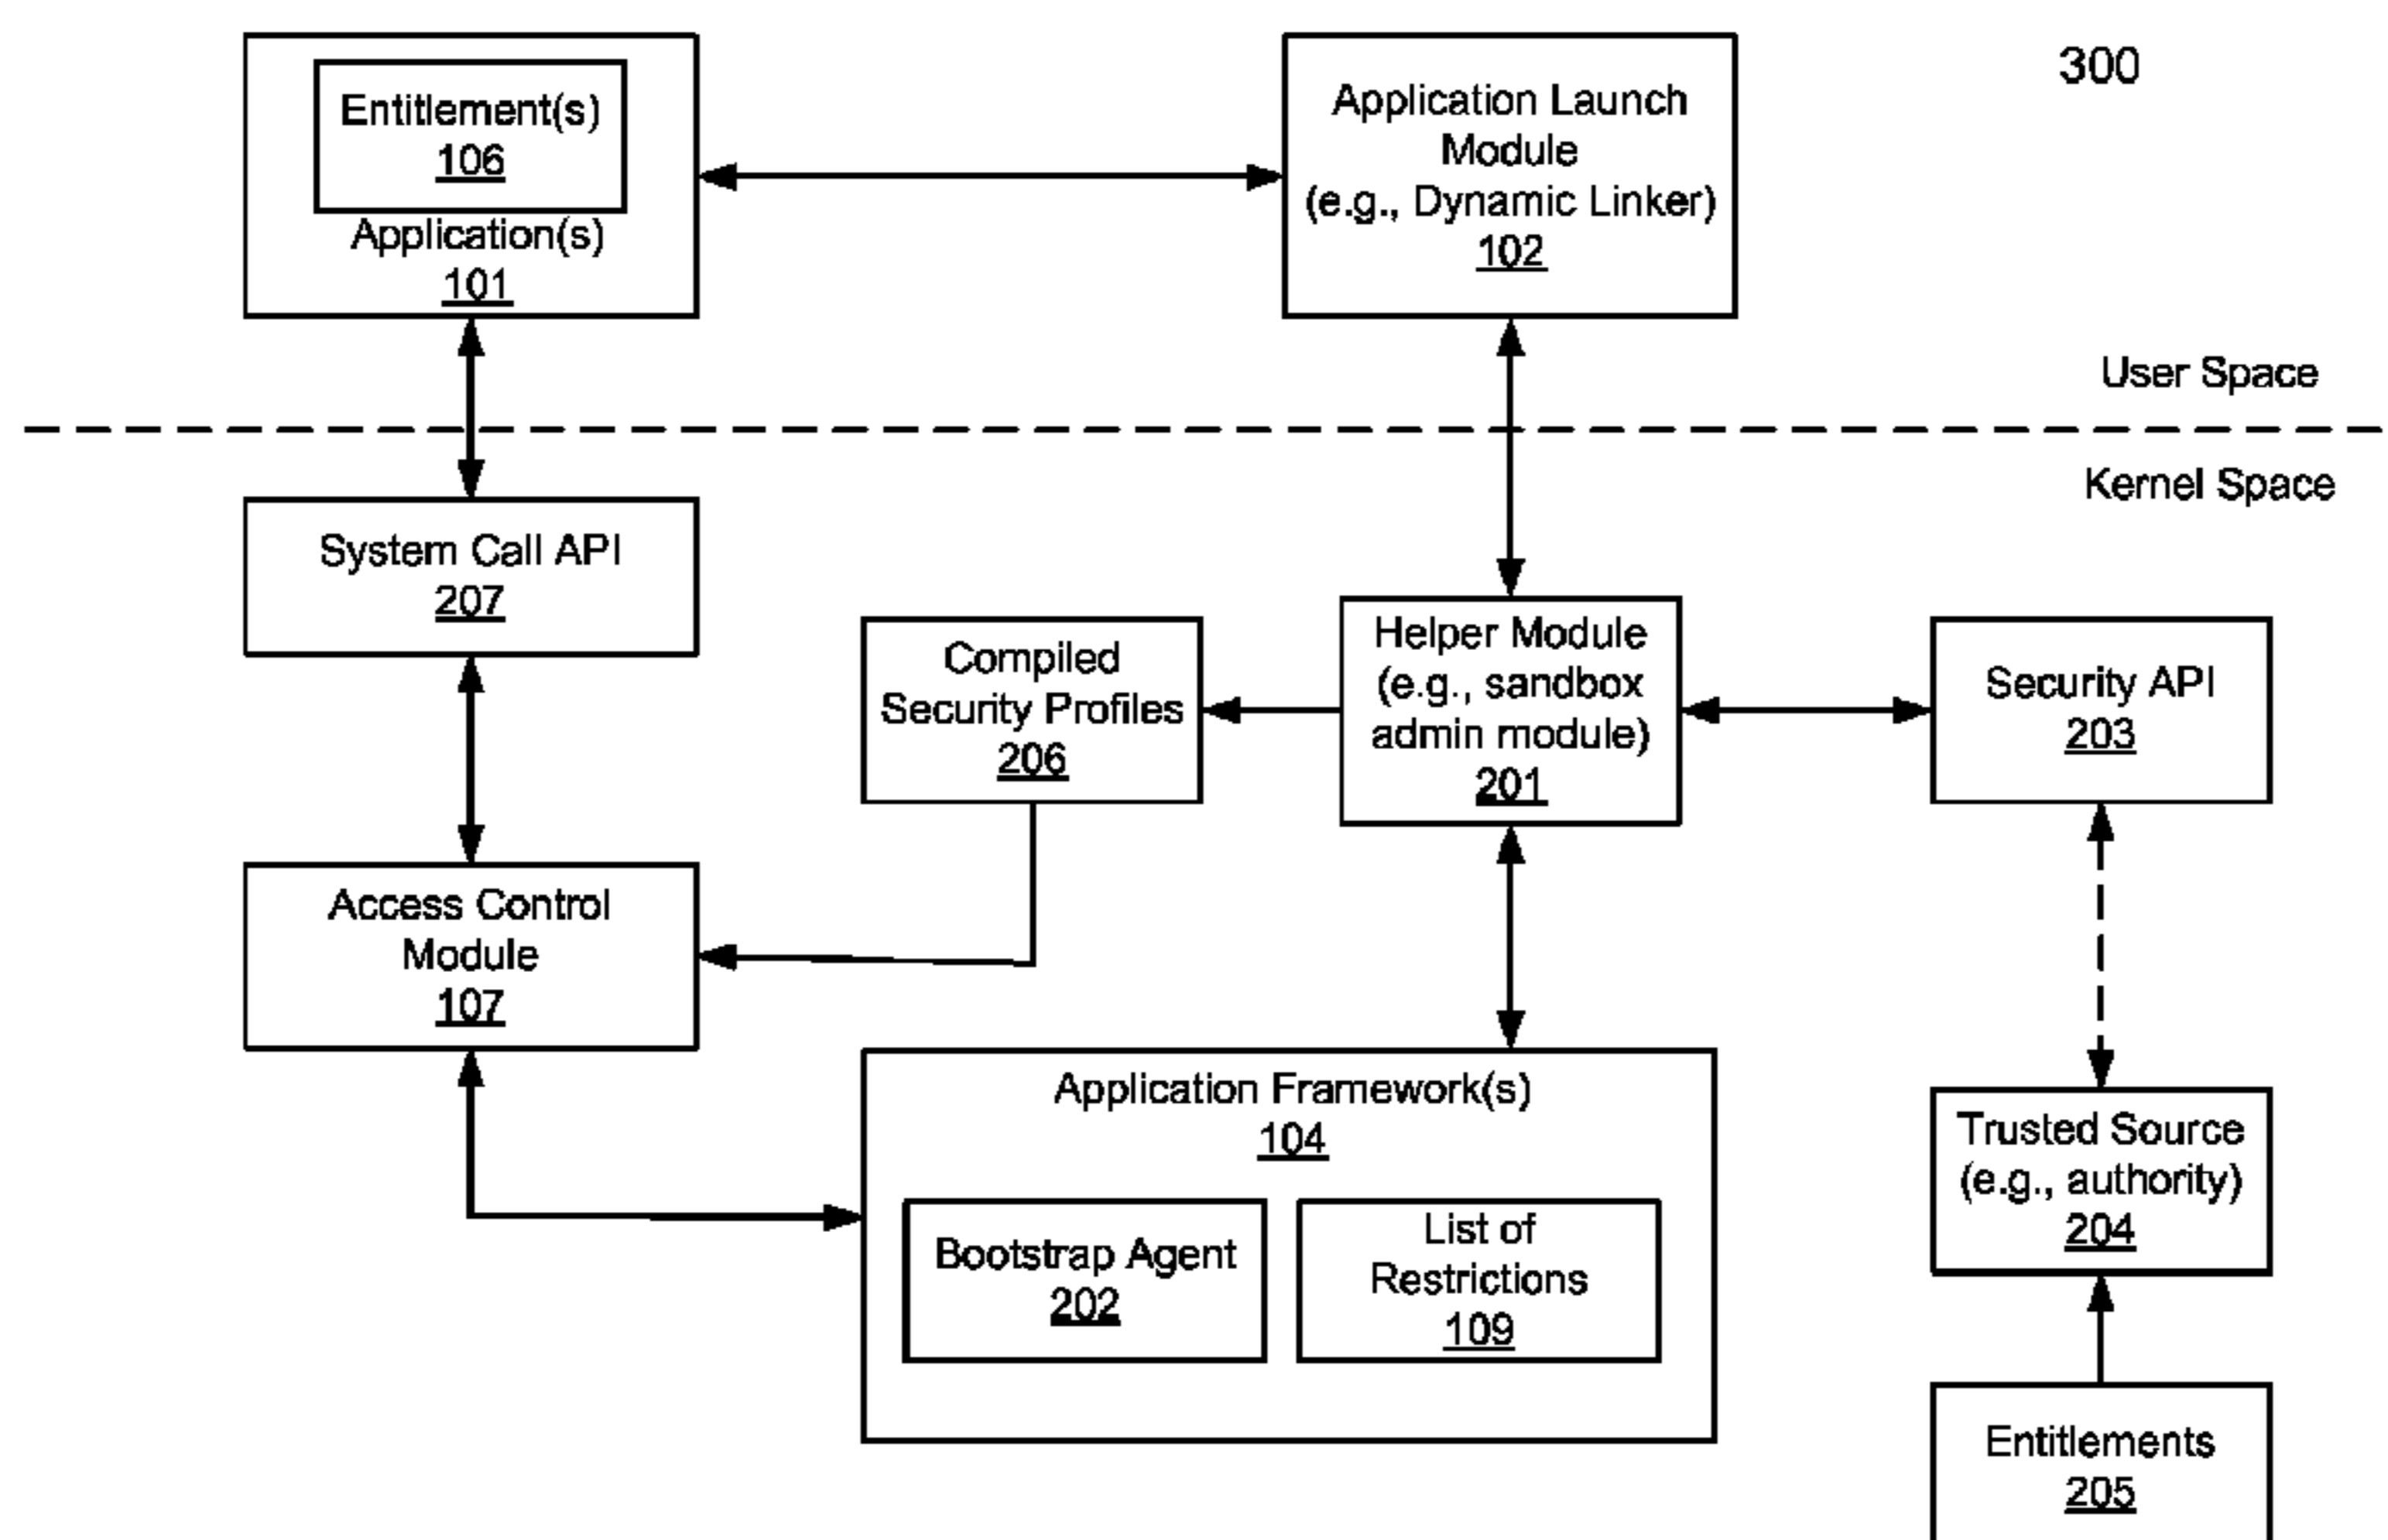 300
Entitlement(s)
106
Application(s)
101
Application Launch
Module
(e.g., Dynamic Linker)
102
User Space
Kernel Space
System Call API
207
Compiled
Security Profiles
206
Helper Module
(e.g., sandbox
admin module)
201
Security API
203
Access Control
Module
107
Application Framework(s)
104
Bootstrap Agent
202
List of
Restrictions
109
Trusted Source
(e.g., authority)
204
Entitlements
205